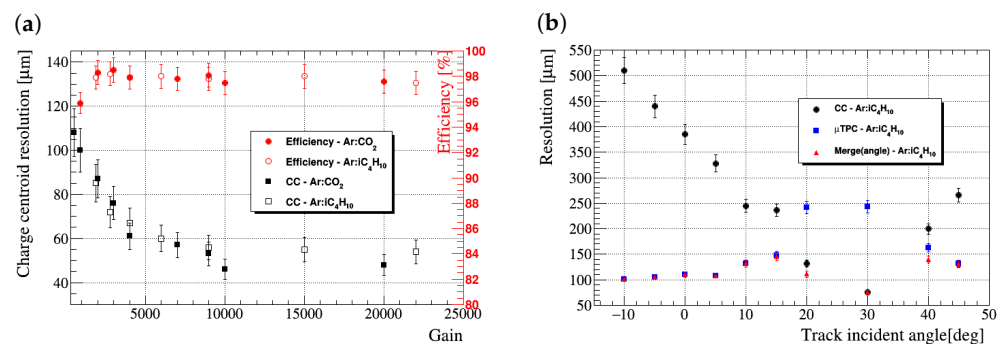 (a)
Charge centroid resolution [μm]
140
120
100
80
60
40
5000 10000 15000 20000 25000
Gain
Efficiency [%]
100
98
96
94
92
90
88
86
84
82
80
Efficiency - Ar:CO2
Efficiency - Ar:iC4H10
CC - Ar:CO2
CC - Ar:iC4H10
(b)
Resolution [μm]
550
500
450
400
350
300
250
200
150
100
50
−10 0 10 20 30 40 50
Track incident angle[deg]
CC - Ar:iC4H10
μTPC - Ar:iC4H10
Merge(angle) - Ar:iC4H10